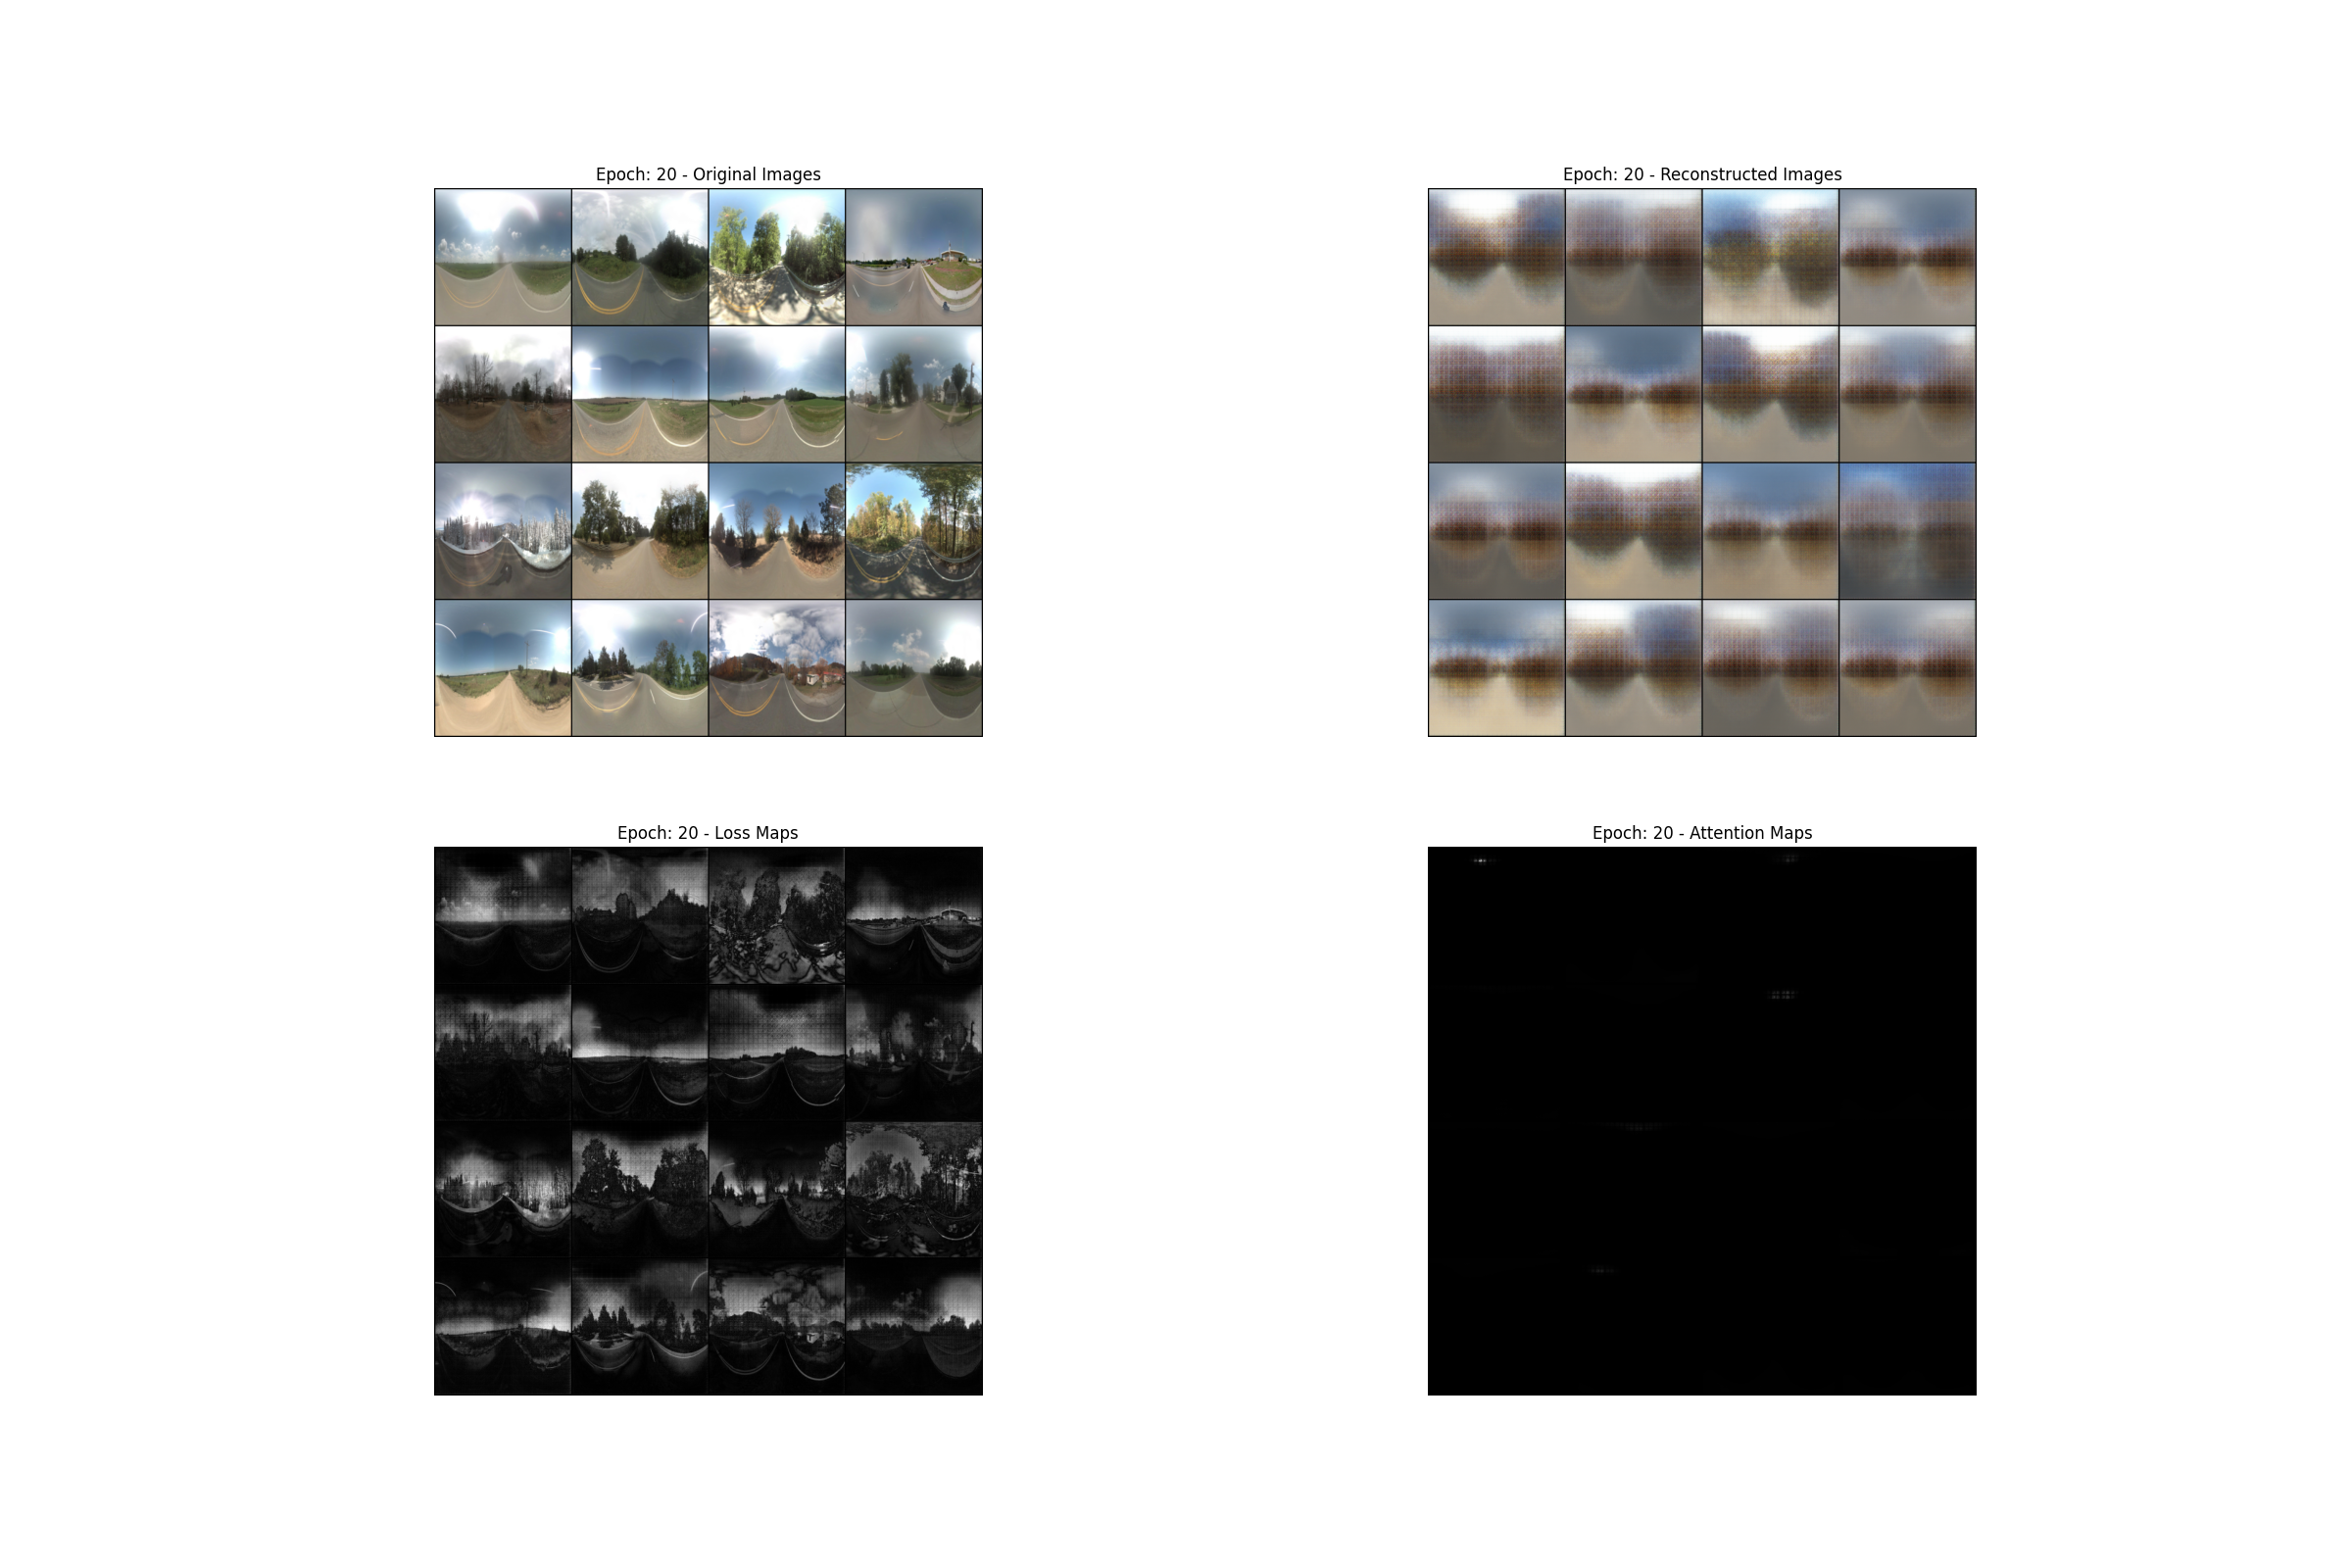 Epoch: 20 - Original Images
Epoch: 20 - Reconstructed Images
Epoch: 20 - Loss Maps
Epoch: 20 - Attention Maps